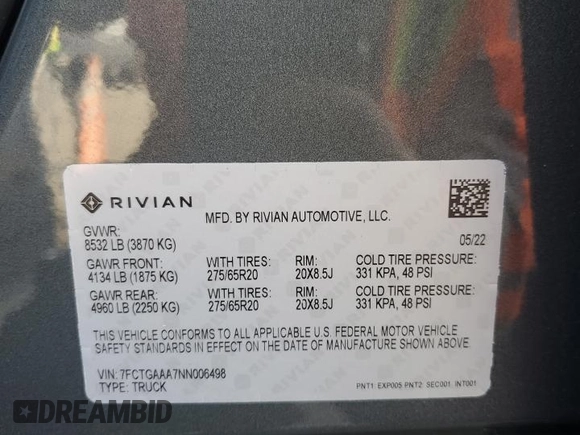 RIVIAN
MFD. BY RIVIAN AUTOMOTIVE, LLC.
GVWR:
8532 LB (3870 KG)
05/22
GAWR FRONT: WITH TIRES: RIM: COLD TIRE PRESSURE:
4134 LB (1875 KG) 275/65R20 20X8.5J 331 KPA, 48 PSI
GAWR REAR: WITH TIRES: RIM: COLD TIRE PRESSURE:
4960 LB (2250 KG) 275/65R20 20X8.5J 331 KPA, 48 PSI
THIS VEHICLE CONFORMS TO ALL APPLICABLE U.S. FEDERAL MOTOR VEHICLE
SAFETY STANDARDS IN EFFECT ON THE DATE OF MANUFACTURE SHOWN ABOVE.
VIN: 7FCTGAAA7NN006498
TYPE: TRUCK
PNT1: EXP005, PNT2: SEC001, INT001
DREAMBID